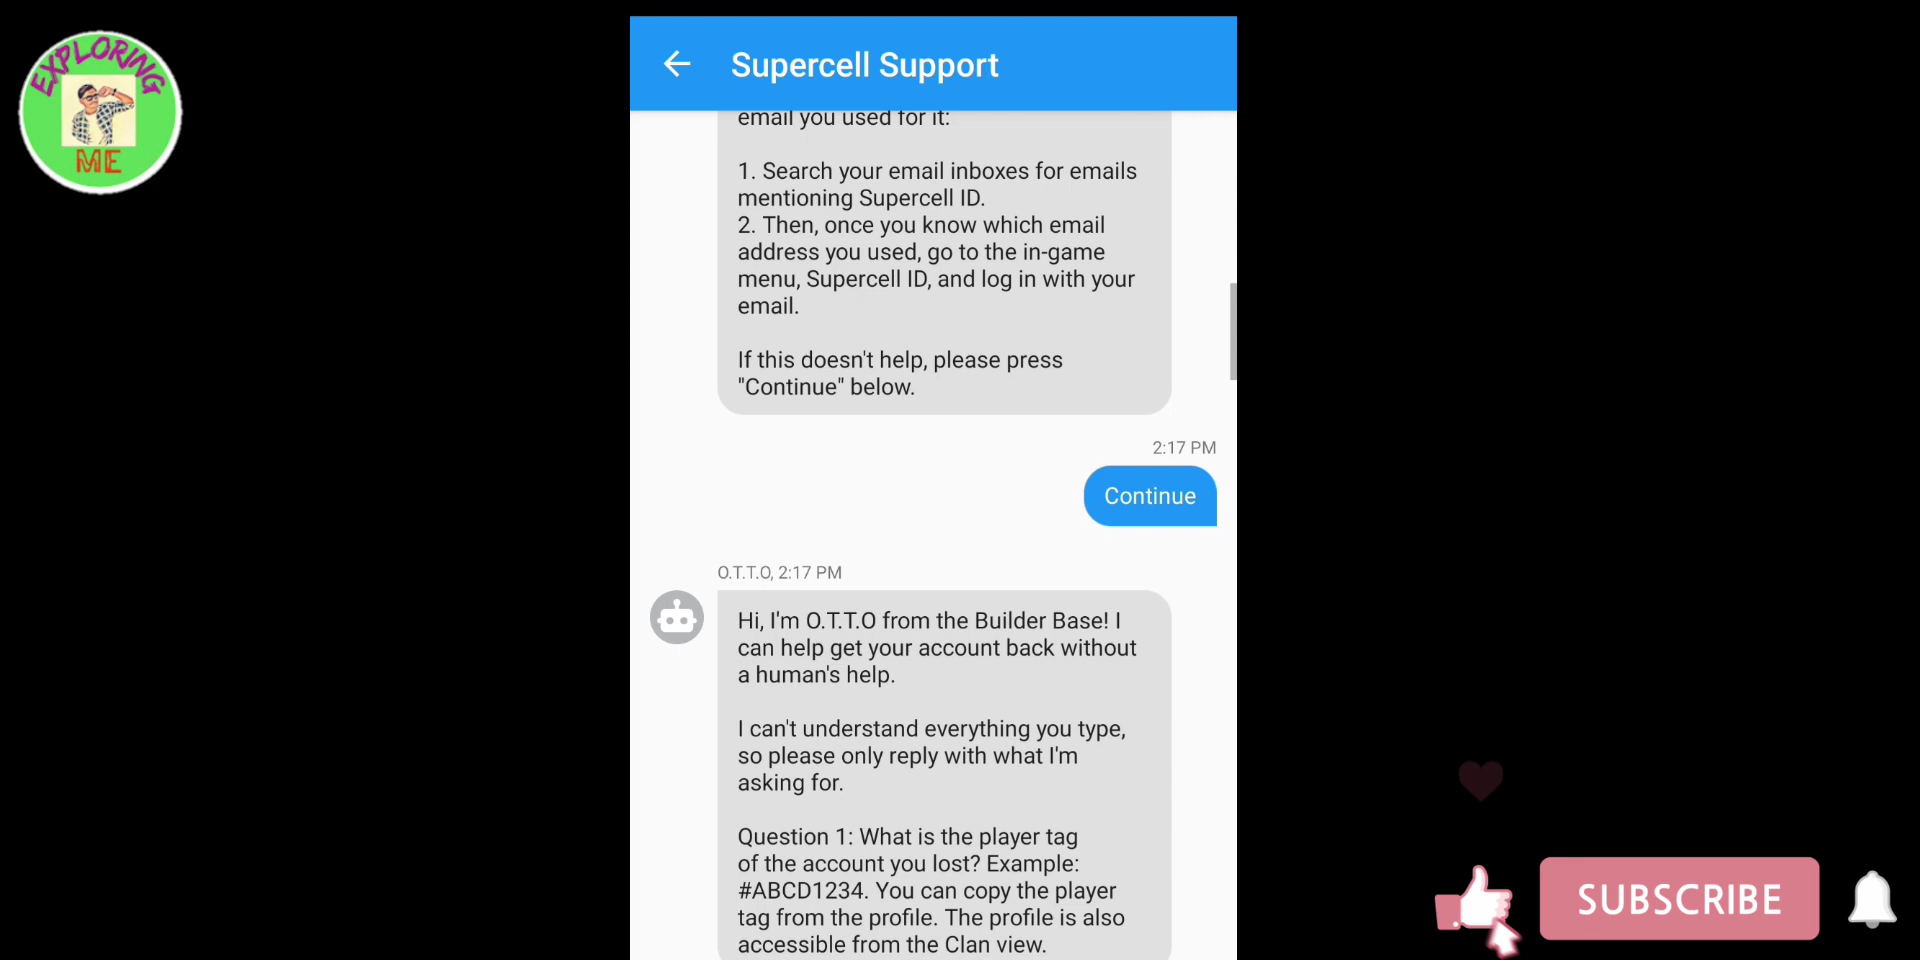 EXPLORING
ME
Supercell Support
email you used for it:
1. Search your email inboxes for emails
mentioning Supercell ID.
2. Then, once you know which email
address you used, go to the in-game
menu, Supercell ID, and log in with your
email.
If this doesn't help, please press
"Continue" below.
2:17 PM
Continue
O.T.T.O, 2:17 PM
Hi, I'm O.T.T.O from the Builder Base! I
can help get your account back without
a human's help.
I can't understand everything you type,
so please only reply with what I'm
asking for.
Question 1: What is the player tag
of the account you lost? Example:
#ABCD1234. You can copy the player
tag from the profile. The profile is also
accessible from the Clan view.
SUBSCRIBE